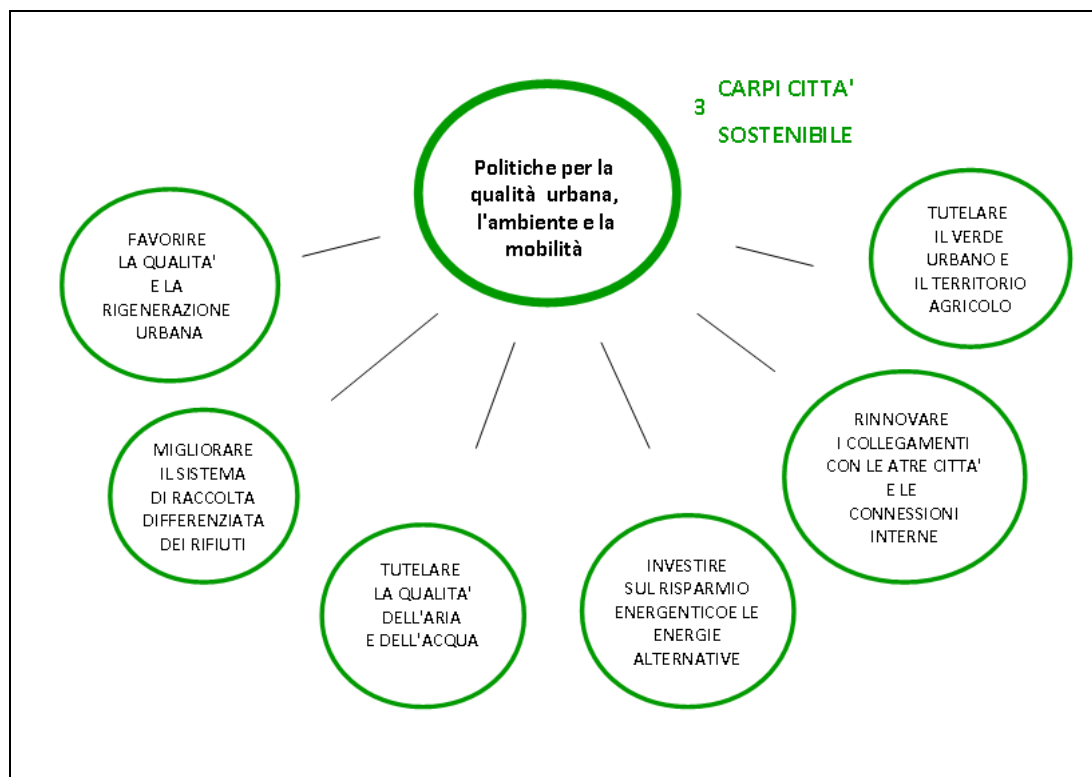 3
CARPI CITTA'
SOSTENIBILE
Politiche per la
qualità urbana,
l'ambiente e la
mobilità
FAVORIRE
LA QUALITA'
E LA
RIGENERAZIONE
URBANA
MIGLIORARE
IL SISTEMA
DI RACCOLTA
DIFFERENZIATA
DEI RIFIUTI
TUTELARE
LA QUALITA'
DELL'ARIA
E DELL'ACQUA
INVESTIRE
SUL RISPARMIO
ENERGENTICOE LE
ENERGIE
ALTERNATIVE
RINNOVARE
I COLLEGAMENTI
CON LE ATRE CITTA'
E LE
CONNESSIONI
INTERNE
TUTELARE
IL VERDE
URBANO E
IL TERRITORIO
AGRICOLO